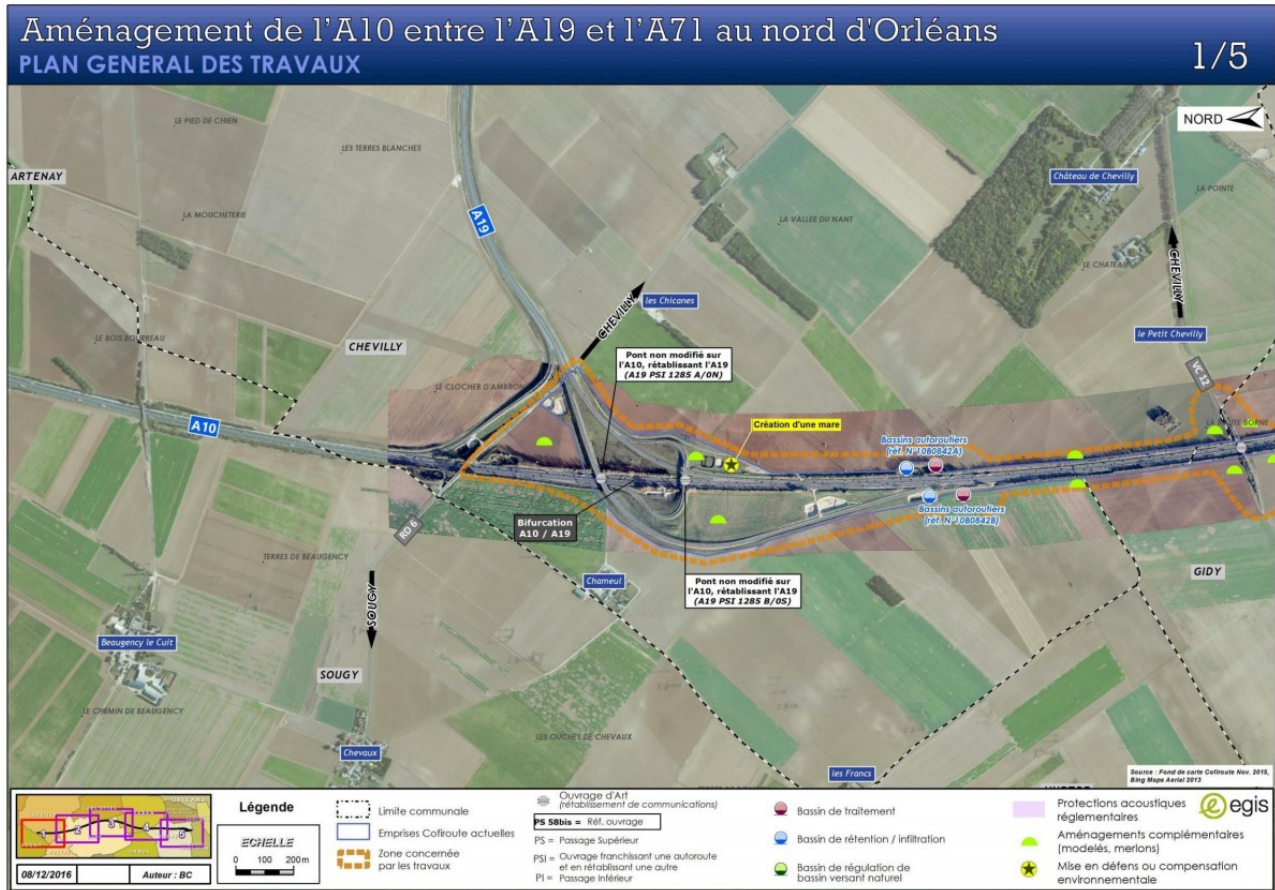 Aménagement de l'A10 entre l'A19 et l'A71 au nord d'Orléans
PLAN GENERAL DES TRAVAUX
1/5
NORD
LE PIED DE CHIEN
LES TERRES BLANCHES
ARTENAY
LA MOUCHETERIE
A19
Château de Chevilly
LA POINTE
LA VALLEE DU NANT
LE CHATEAU
CHEVILLY
les Chicanes
CHEVILLY
le Petit Chevilly
LE BOIS BOURREAU
CHEVILLY
Pont non modifié sur
l'A10, rétablissant l'A19
(A19 PSI 1285 A/0N)
LE CLOCHER D'AMBRON
VC 12
A10
Création d'une mare
Bassins autoroutiers
(réf. N°10B0B42A)
Bassins autoroutiers
(réf. N°10B0B42B)
RD 6
Bifurcation
A10 / A19
TERRES DE BEAUGENCY
Chameul
Pont non modifié sur
l'A10, rétablissant l'A19
(A19 PSI 1285 B/0S)
GIDY
SOUGY
Beaugency le Cuit
SOUGY
LE CHEMIN DE BEAUGENCY
LES OUCHES DE CHEVAUX
Chevaux
les Francs
Source : Fond de carte Cofiroute Nov. 2015,
Bing Maps Aerial 2013
1
2
3
4
5
08/12/2016
Auteur : BC
Légende
ECHELLE
0 100 200m
Limite communale
Emprises Cofiroute actuelles
Zone concernée
par les travaux
Ouvrage d'Art
(rétablissement de communications)
PS 58bis = Réf. ouvrage
PS = Passage Supérieur
PSI = Ouvrage franchissant une autoroute
et en rétablissant une autre
PI = Passage Inférieur
Bassin de traitement
Bassin de rétention / infiltration
Bassin de régulation de
bassin versant naturel
Protections acoustiques
réglementaires
Aménagements complémentaires
(modelés, merlons)
Mise en défens ou compensation
environnementale
egis